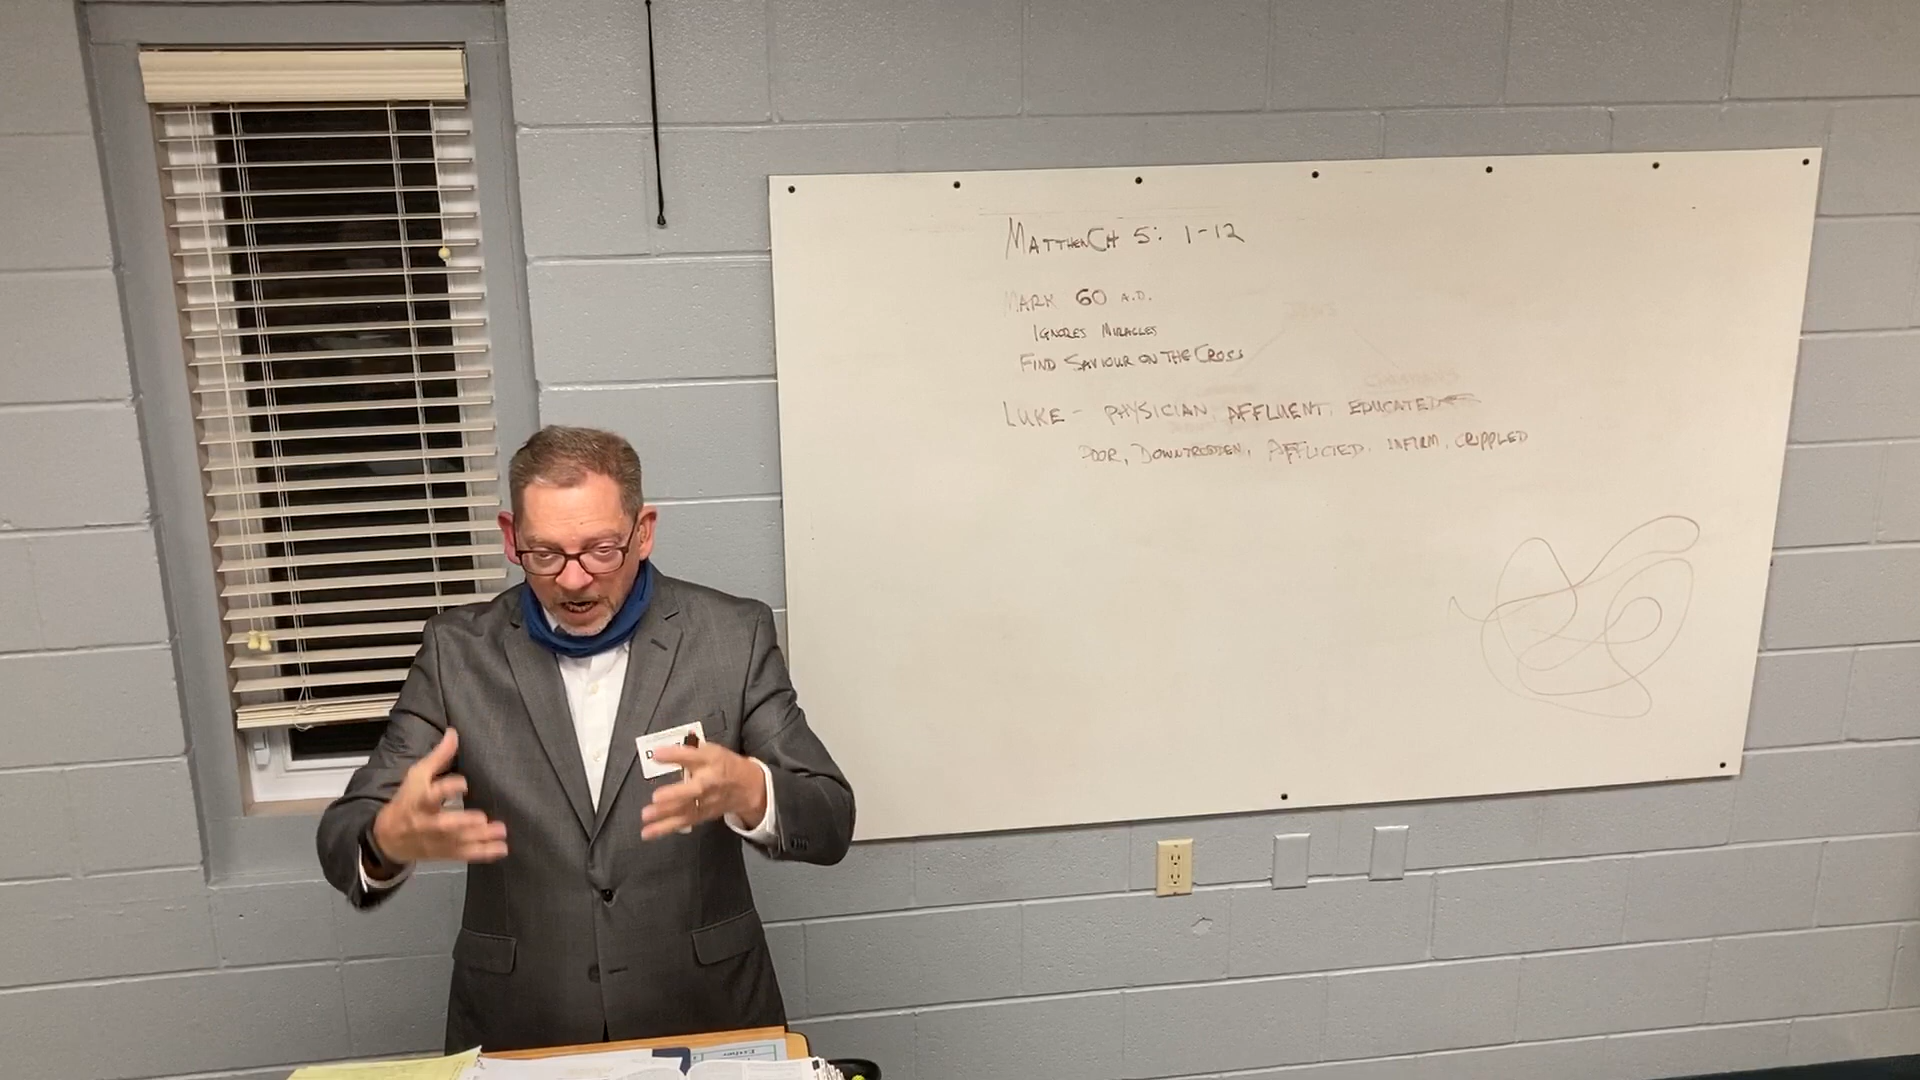 MATTHEW CH 5: 1-12
MARK 60 A.D.
IGNORES MIRACLES
FIND SAVIOUR ON THE CROSS
LUKE - PHYSICIAN, AFFLUENT, EDUCATED
POOR, DOWNTRODDEN, AFFLICTED, INFIRM, CRIPPLED